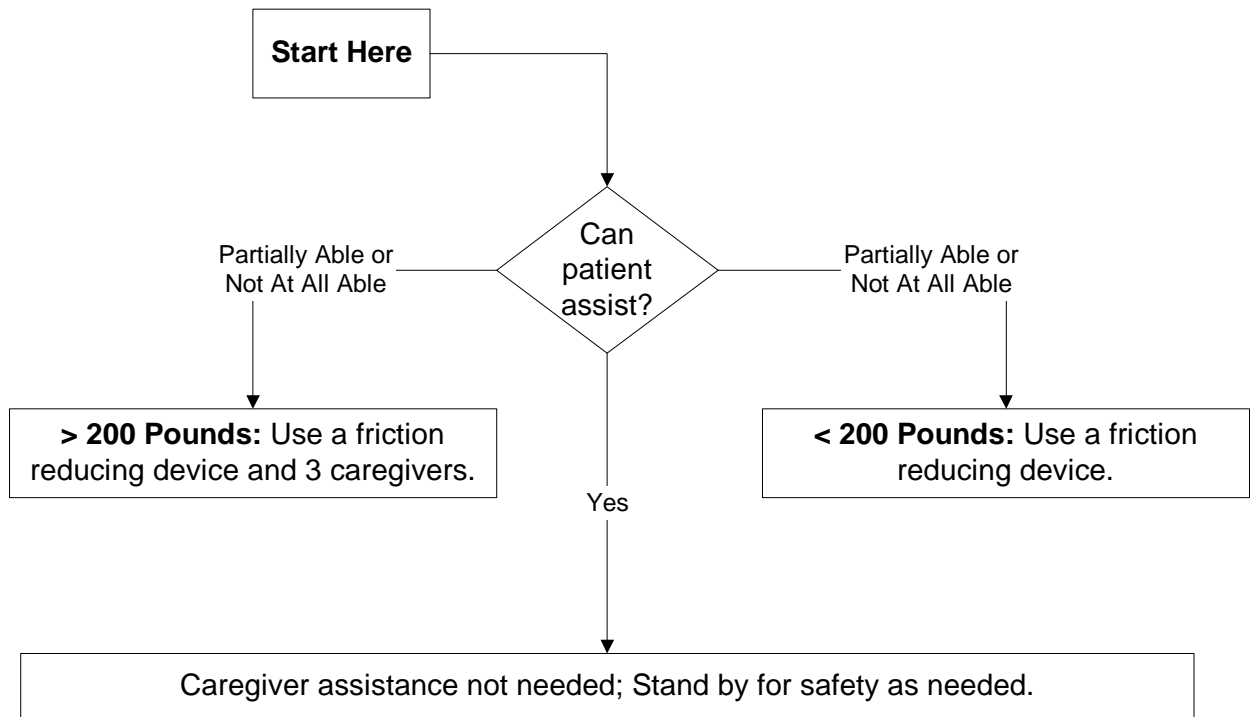 Start Here
Can
patient
assist?
Partially Able or
Not At All Able
Partially Able or
Not At All Able
> 200 Pounds: Use a friction
reducing device and 3 caregivers.
< 200 Pounds: Use a friction
reducing device.
Yes
Caregiver assistance not needed; Stand by for safety as needed.